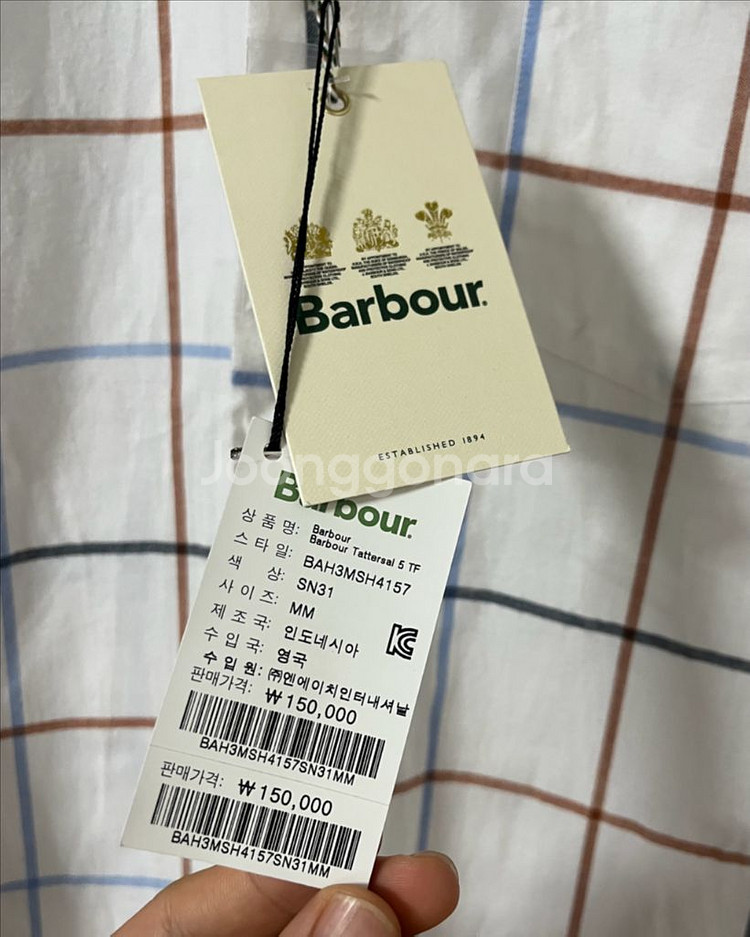 Barbour.
ESTABLISHED 1894
Joonggonara
Barbour.
상 품 명: Barbour
Barbour Tattersal 5 TF
스 타 일: BAH3MSH4157
색 상: SN31
사 이 즈: MM
제 조 국: 인도네시아
수 입 국: 영국
수 입 원: ㈜엔에이치인터내셔날
판매가격: ₩150,000
BAH3MSH4157SN31MM
판매가격: ₩150,000
BAH3MSH4157SN31MM